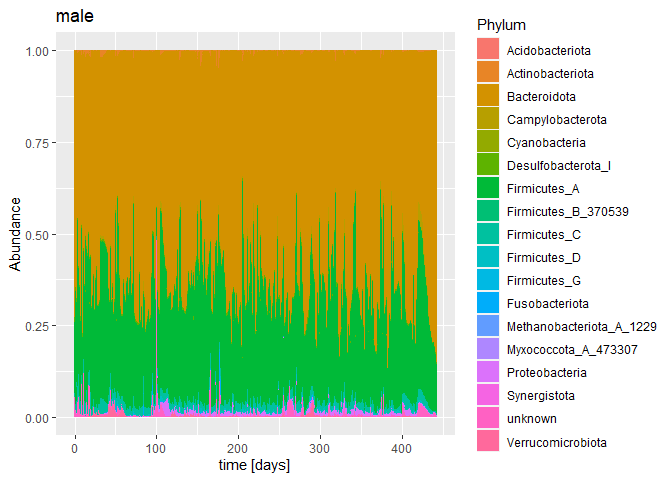 male
Abundance
1.00
0.75
0.50
0.25
0.00
0
100
200
300
400
time [days]
Phylum
Acidobacteriota
Actinobacteriota
Bacteroidota
Campylobacterota
Cyanobacteria
Desulfobacterota_I
Firmicutes_A
Firmicutes_B_370539
Firmicutes_C
Firmicutes_D
Firmicutes_G
Fusobacteriota
Methanobacteriota_A_1229
Myxococcota_A_473307
Proteobacteria
Synergistota
unknown
Verrucomicrobiota